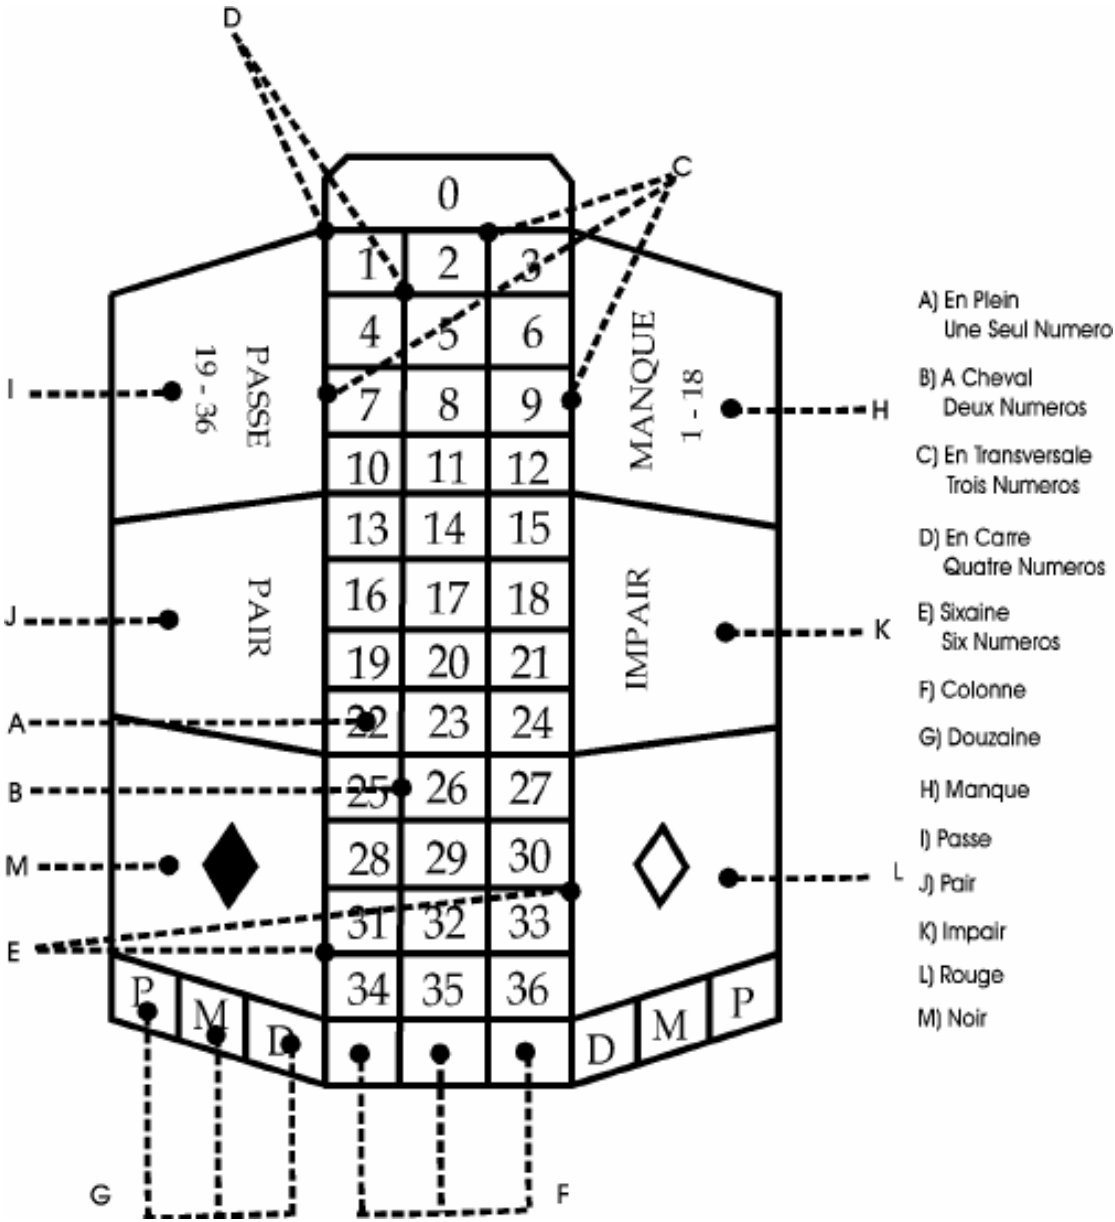 D
C
0
1 2 3
4 5 6
7 8 9
10 11 12
13 14 15
16 17 18
19 20 21
22 23 24
25 26 27
28 29 30
31 32 33
34 35 36
PASSE
19 - 36
MANQUE
1 - 18
PAIR
IMPAIR
I
H
J
K
A
B
M
L
E
P M D
D M P
G
F
A) En Plein
Une Seul Numero
B) A Cheval
Deux Numeros
C) En Transversale
Trois Numeros
D) En Carre
Quatre Numeros
E) Sixaine
Six Numeros
F) Colonne
G) Douzaine
H) Manque
I) Passe
J) Pair
K) Impair
L) Rouge
M) Noir